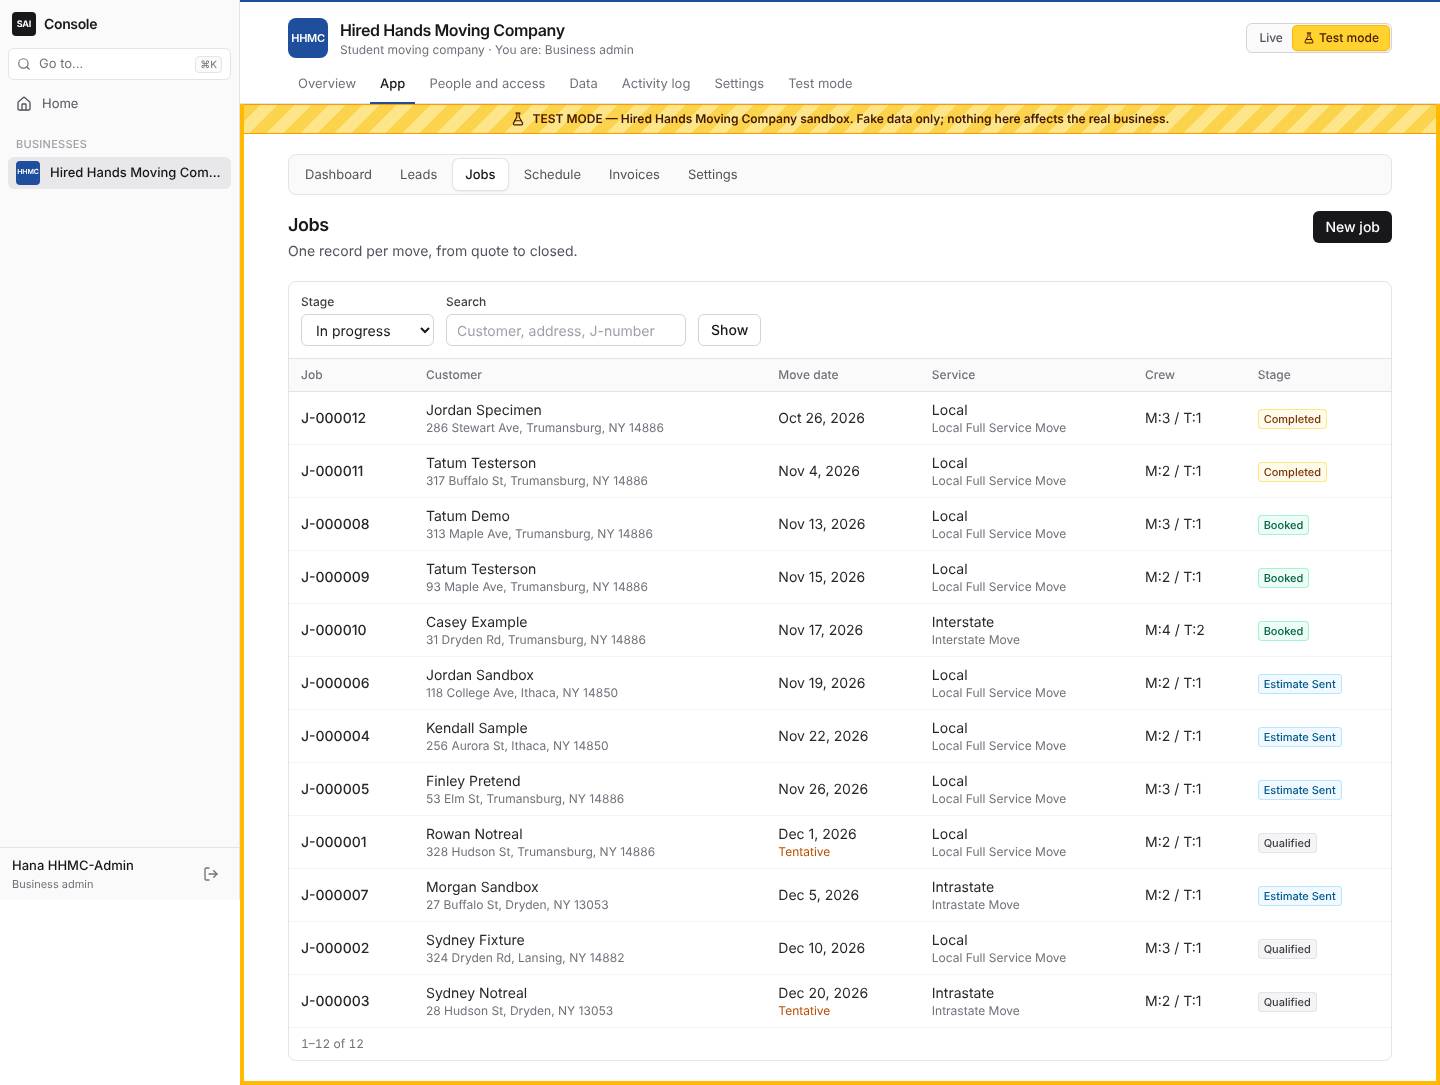 SAI Console
Go to... ⌘K
Home
BUSINESSES
HHMC Hired Hands Moving Com...
Hana HHMC-Admin
Business admin
HHMC
Hired Hands Moving Company
Student moving company · You are: Business admin
Live Test mode
Overview App People and access Data Activity log Settings Test mode
TEST MODE — Hired Hands Moving Company sandbox. Fake data only; nothing here affects the real business.
Dashboard Leads Jobs Schedule Invoices Settings
Jobs
One record per move, from quote to closed.
New job
Stage Search
In progress Customer, address, J-number Show
Job Customer Move date Service Crew Stage
J-000012 Jordan Specimen Oct 26, 2026 Local M:3 / T:1 Completed
286 Stewart Ave, Trumansburg, NY 14886 Local Full Service Move
J-000011 Tatum Testerson Nov 4, 2026 Local M:2 / T:1 Completed
317 Buffalo St, Trumansburg, NY 14886 Local Full Service Move
J-000008 Tatum Demo Nov 13, 2026 Local M:3 / T:1 Booked
313 Maple Ave, Trumansburg, NY 14886 Local Full Service Move
J-000009 Tatum Testerson Nov 15, 2026 Local M:2 / T:1 Booked
93 Maple Ave, Trumansburg, NY 14886 Local Full Service Move
J-000010 Casey Example Nov 17, 2026 Interstate M:4 / T:2 Booked
31 Dryden Rd, Trumansburg, NY 14886 Interstate Move
J-000006 Jordan Sandbox Nov 19, 2026 Local M:2 / T:1 Estimate Sent
118 College Ave, Ithaca, NY 14850 Local Full Service Move
J-000004 Kendall Sample Nov 22, 2026 Local M:2 / T:1 Estimate Sent
256 Aurora St, Ithaca, NY 14850 Local Full Service Move
J-000005 Finley Pretend Nov 26, 2026 Local M:3 / T:1 Estimate Sent
53 Elm St, Trumansburg, NY 14886 Local Full Service Move
J-000001 Rowan Notreal Dec 1, 2026 Local M:2 / T:1 Qualified
328 Hudson St, Trumansburg, NY 14886 Tentative Local Full Service Move
J-000007 Morgan Sandbox Dec 5, 2026 Intrastate M:2 / T:1 Estimate Sent
27 Buffalo St, Dryden, NY 13053 Intrastate Move
J-000002 Sydney Fixture Dec 10, 2026 Local M:3 / T:1 Qualified
324 Dryden Rd, Lansing, NY 14882 Local Full Service Move
J-000003 Sydney Notreal Dec 20, 2026 Intrastate M:2 / T:1 Qualified
28 Hudson St, Dryden, NY 13053 Tentative Intrastate Move
1–12 of 12